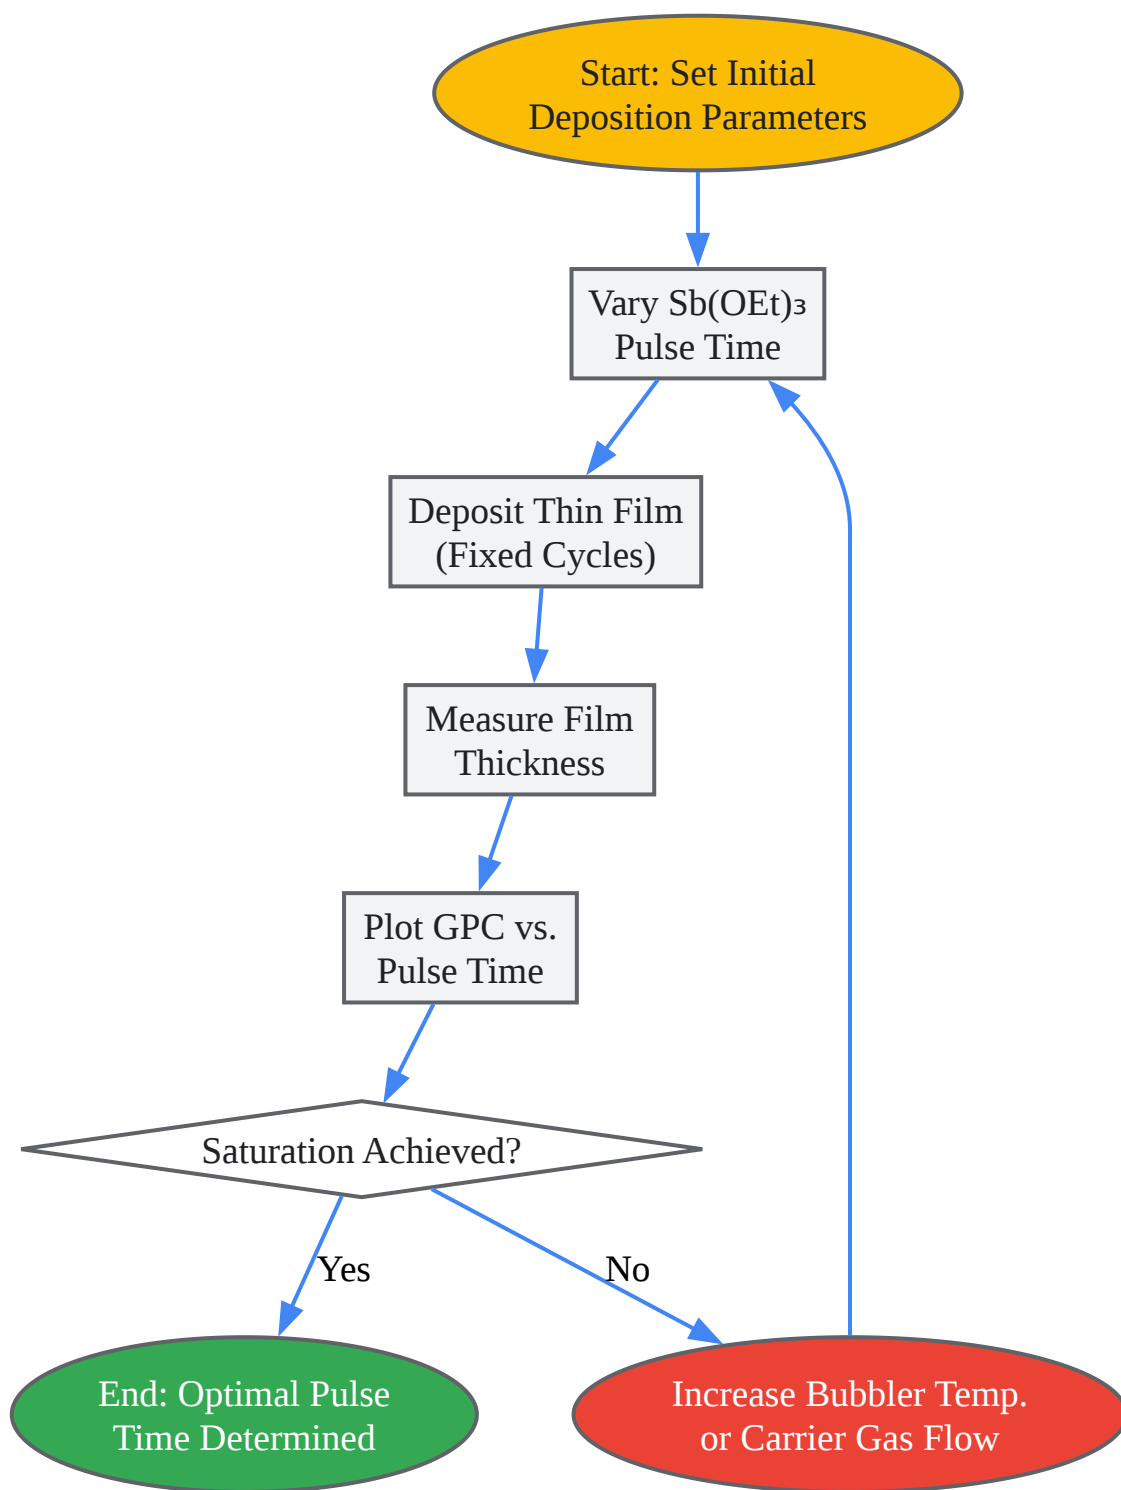 Start: Set Initial
Deposition Parameters
Vary Sb(OEt)₃
Pulse Time
Deposit Thin Film
(Fixed Cycles)
Measure Film
Thickness
Plot GPC vs.
Pulse Time
Saturation Achieved?
Yes
No
End: Optimal Pulse
Time Determined
Increase Bubbler Temp.
or Carrier Gas Flow